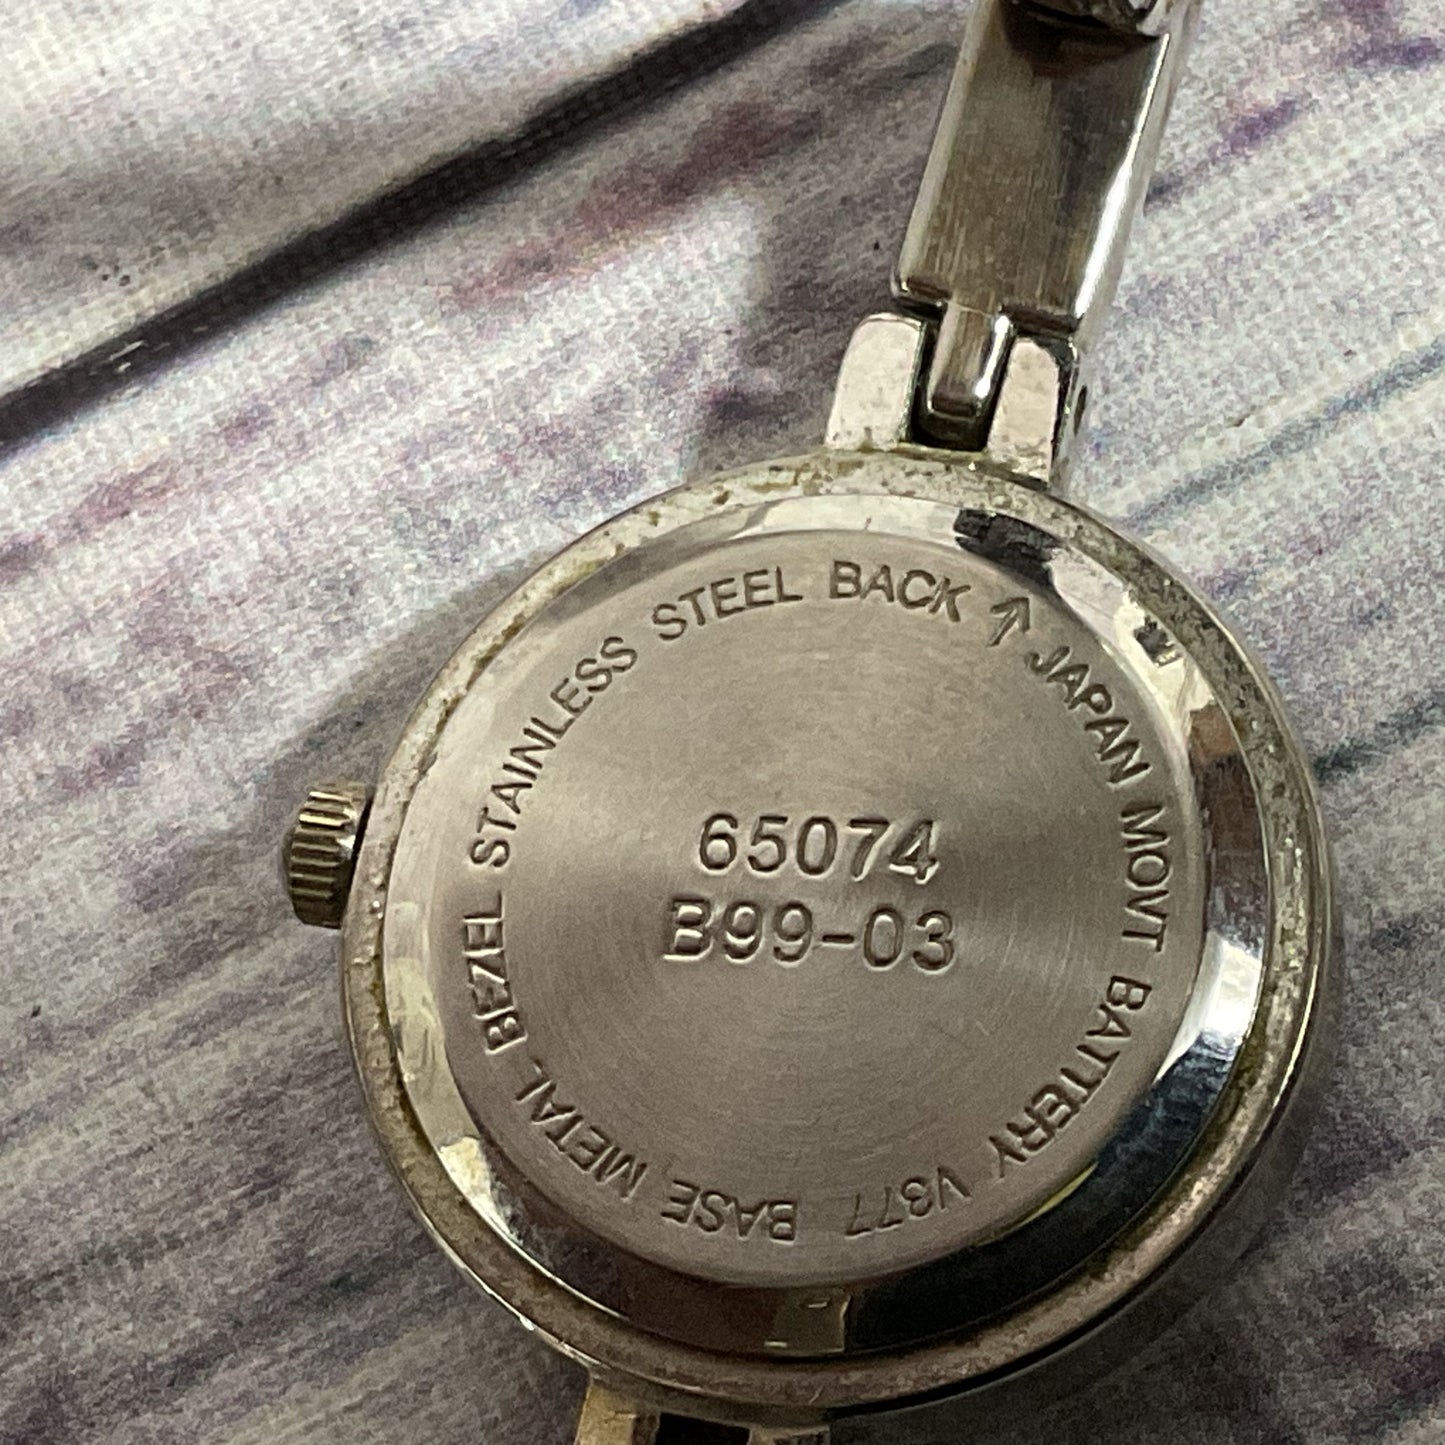 STAINLESS STEEL BACK ↑ JAPAN MOVT BATTERY V377 BASE METAL BEZEL
65074
B99-03